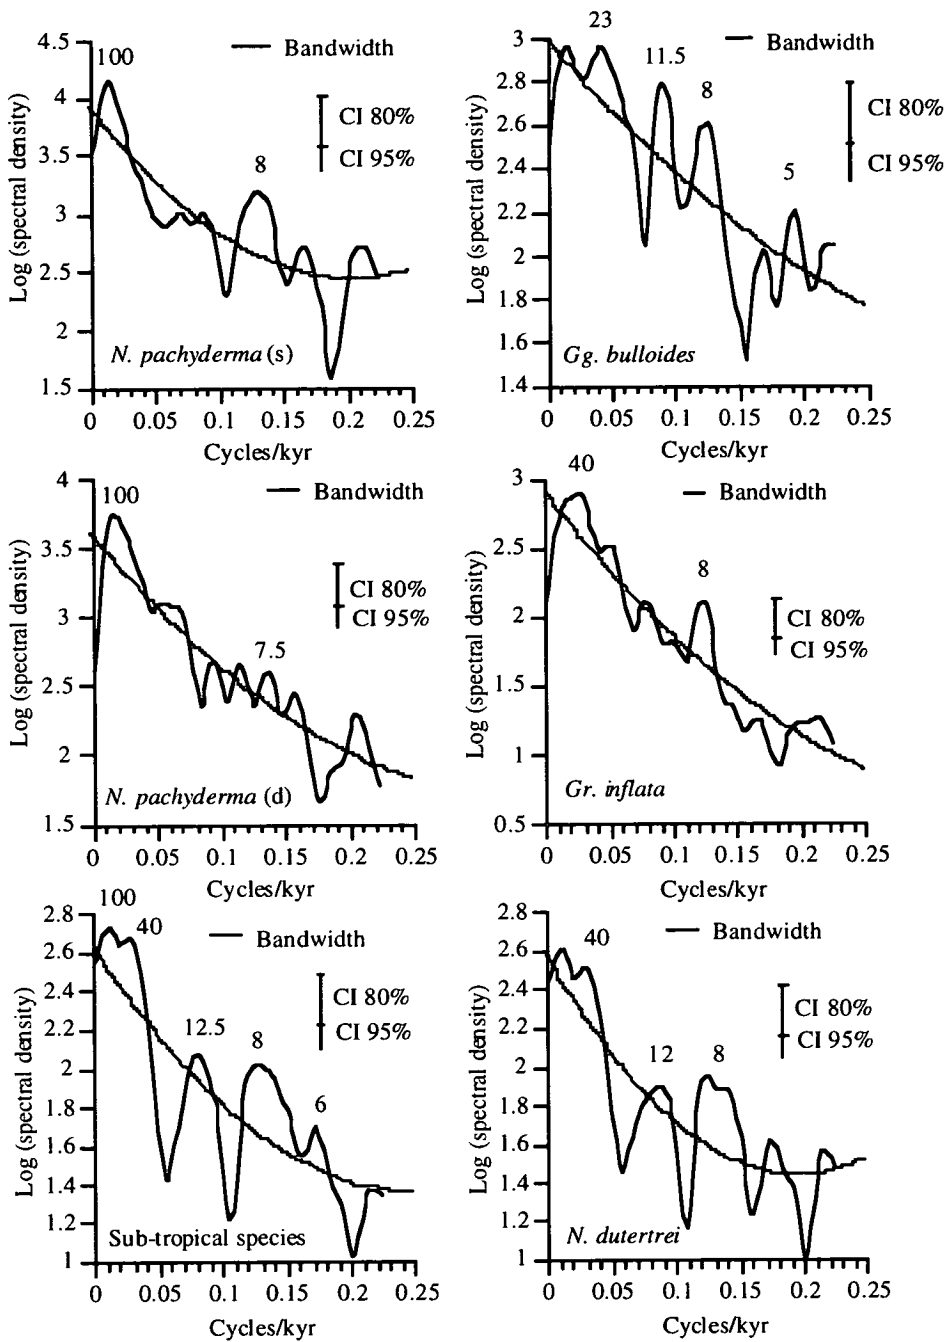 4.5
4
3.5
3
2.5
2
1.5
Log (spectral density)
100
8
Bandwidth
CI 80%
CI 95%
N. pachyderma (s)
0 0.05 0.1 0.15 0.2 0.25
Cycles/kyr
3
2.8
2.6
2.4
2.2
2
1.8
1.6
1.4
Log (spectral density)
23
11.5
8
5
Bandwidth
CI 80%
CI 95%
Gg. bulloides
0 0.05 0.1 0.15 0.2 0.25
Cycles/kyr
4
3.5
3
2.5
2
1.5
Log (spectral density)
100
7.5
Bandwidth
CI 80%
CI 95%
N. pachyderma (d)
0 0.05 0.1 0.15 0.2 0.25
Cycles/kyr
3
2.5
2
1.5
1
0.5
Log (spectral density)
40
8
Bandwidth
CI 80%
CI 95%
Gr. inflata
0 0.05 0.1 0.15 0.2 0.25
Cycles/kyr
2.8
2.6
2.4
2.2
2
1.8
1.6
1.4
1.2
1
Log (spectral density)
100
40
12.5
8
6
Bandwidth
CI 80%
CI 95%
Sub-tropical species
0 0.05 0.1 0.15 0.2 0.25
Cycles/kyr
2.8
2.6
2.4
2.2
2
1.8
1.6
1.4
1.2
1
Log (spectral density)
40
12
8
Bandwidth
CI 80%
CI 95%
N. dutertrei
0 0.05 0.1 0.15 0.2 0.25
Cycles/kyr